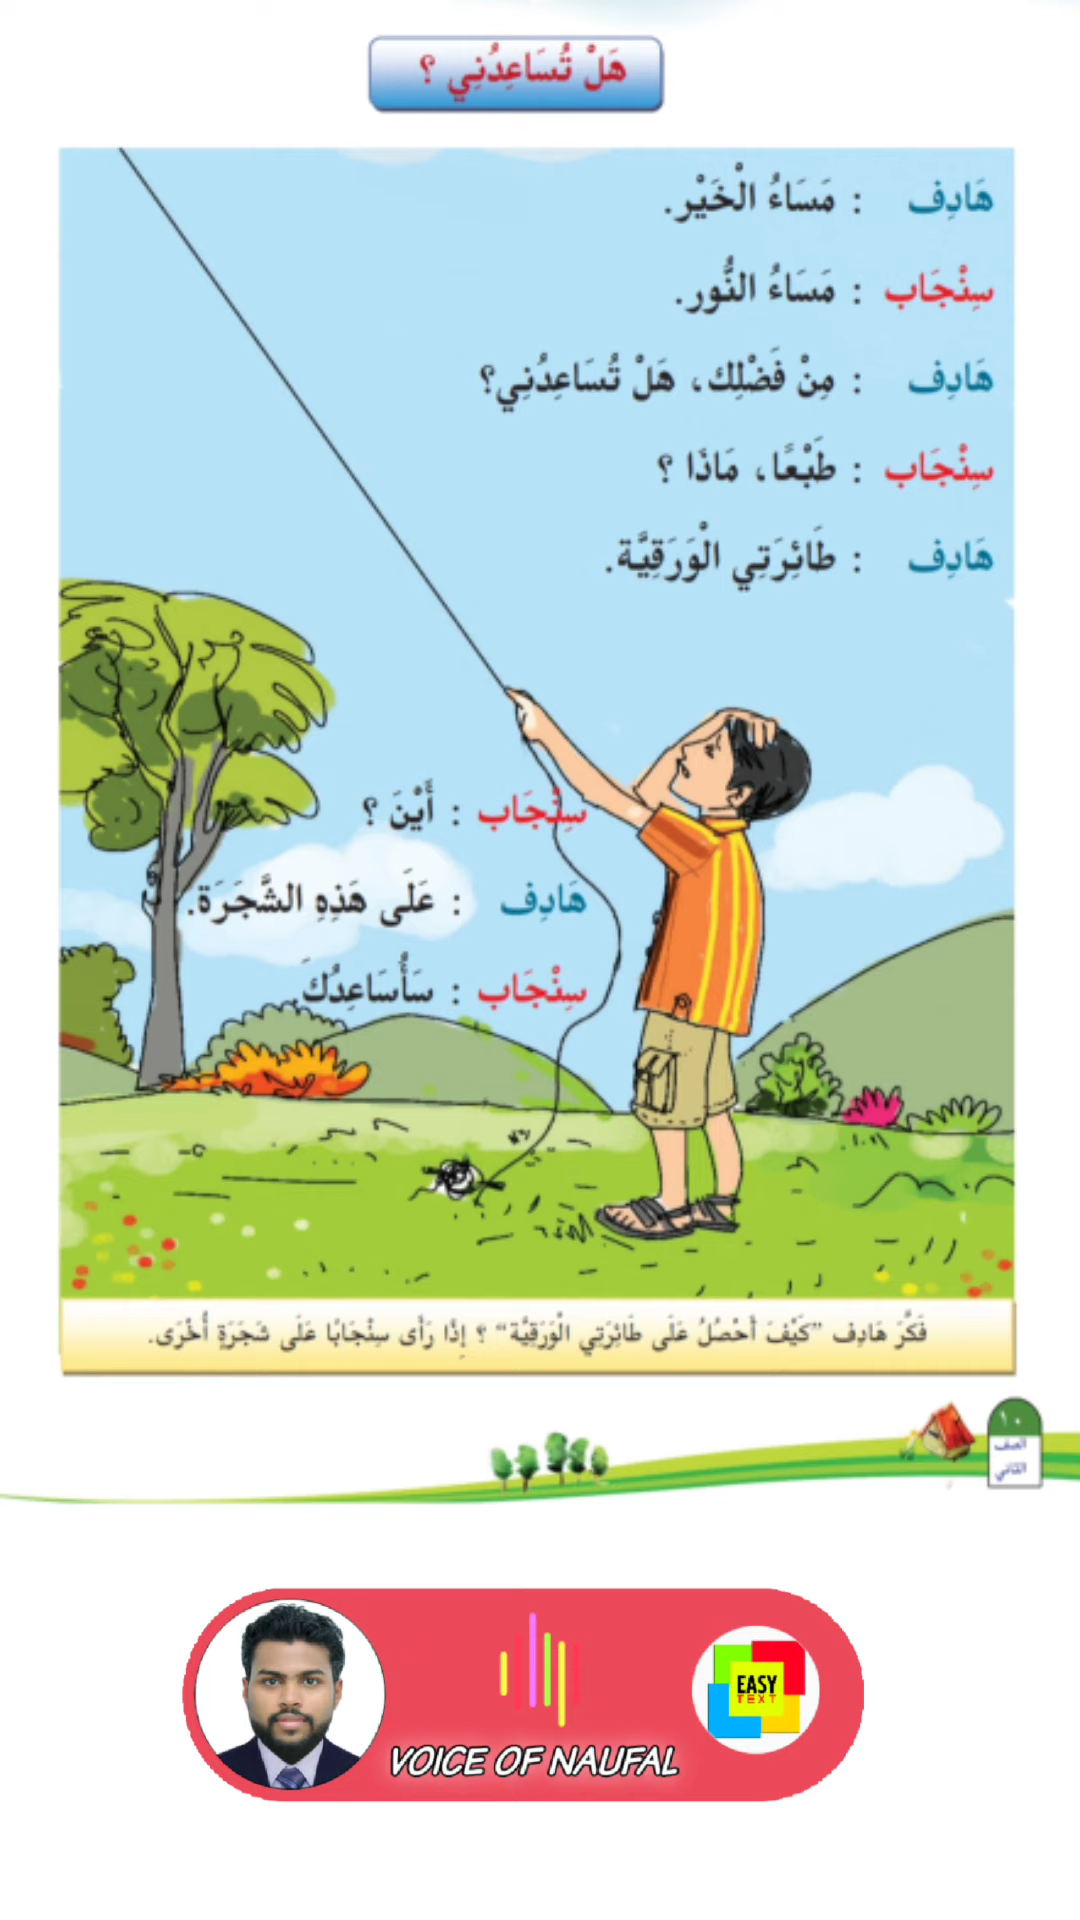 هَلْ تُسَاعِدُنِي ؟
هَادِف : مَسَاءُ الْخَيْر.
سِنْجَاب : مَسَاءُ النُّور.
هَادِف : مِنْ فَضْلِك، هَلْ تُسَاعِدُنِي؟
سِنْجَاب : طَبْعًا، مَاذَا ؟
هَادِف : طَائِرَتِي الْوَرَقِيَّة.
سِنْجَاب : أَيْنَ ؟
هَادِف : عَلَى هَذِهِ الشَّجَرَة.
سِنْجَاب : سَأُسَاعِدُكَ
فَكَّرَ هَادِف "كَيْفَ أَحْصُلُ عَلَى طَائِرَتِي الْوَرَقِيَّة" ؟ إِذَا رَأَى سِنْجَابًا عَلَى شَجَرَةٍ أُخْرَى.
١٠
الصف
الثاني
VOICE OF NAUFAL
EASY
TEXT